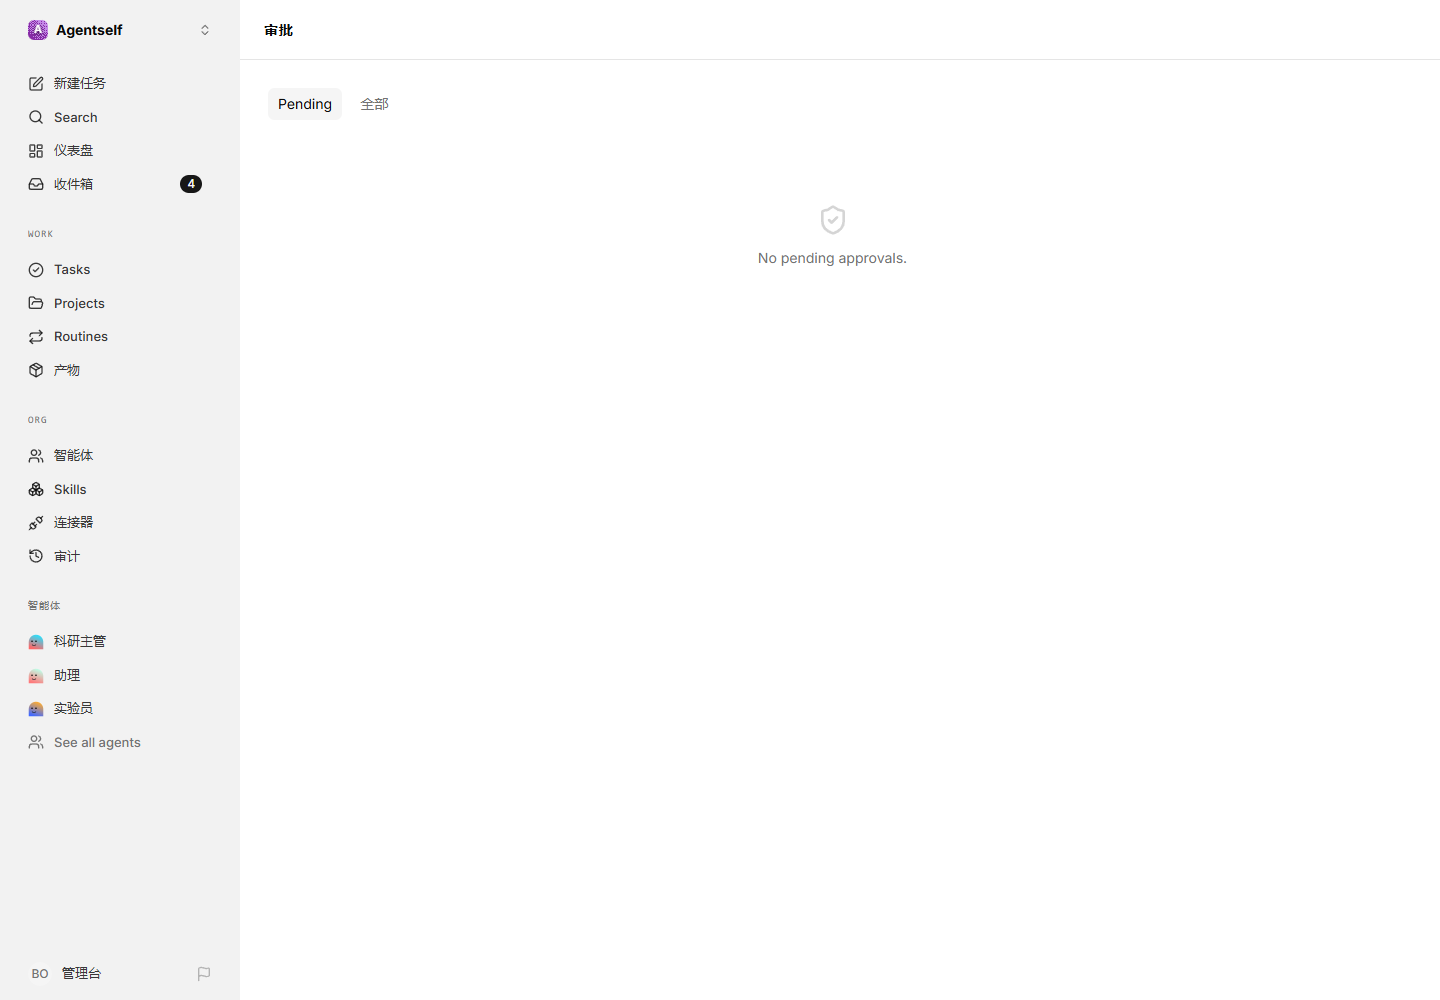 Agentself
新建任务
Search
仪表盘
收件箱 4
WORK
Tasks
Projects
Routines
产物
ORG
智能体
Skills
连接器
审计
智能体
科研主管
助理
实验员
See all agents
BO 管理台
审批
Pending 全部
No pending approvals.